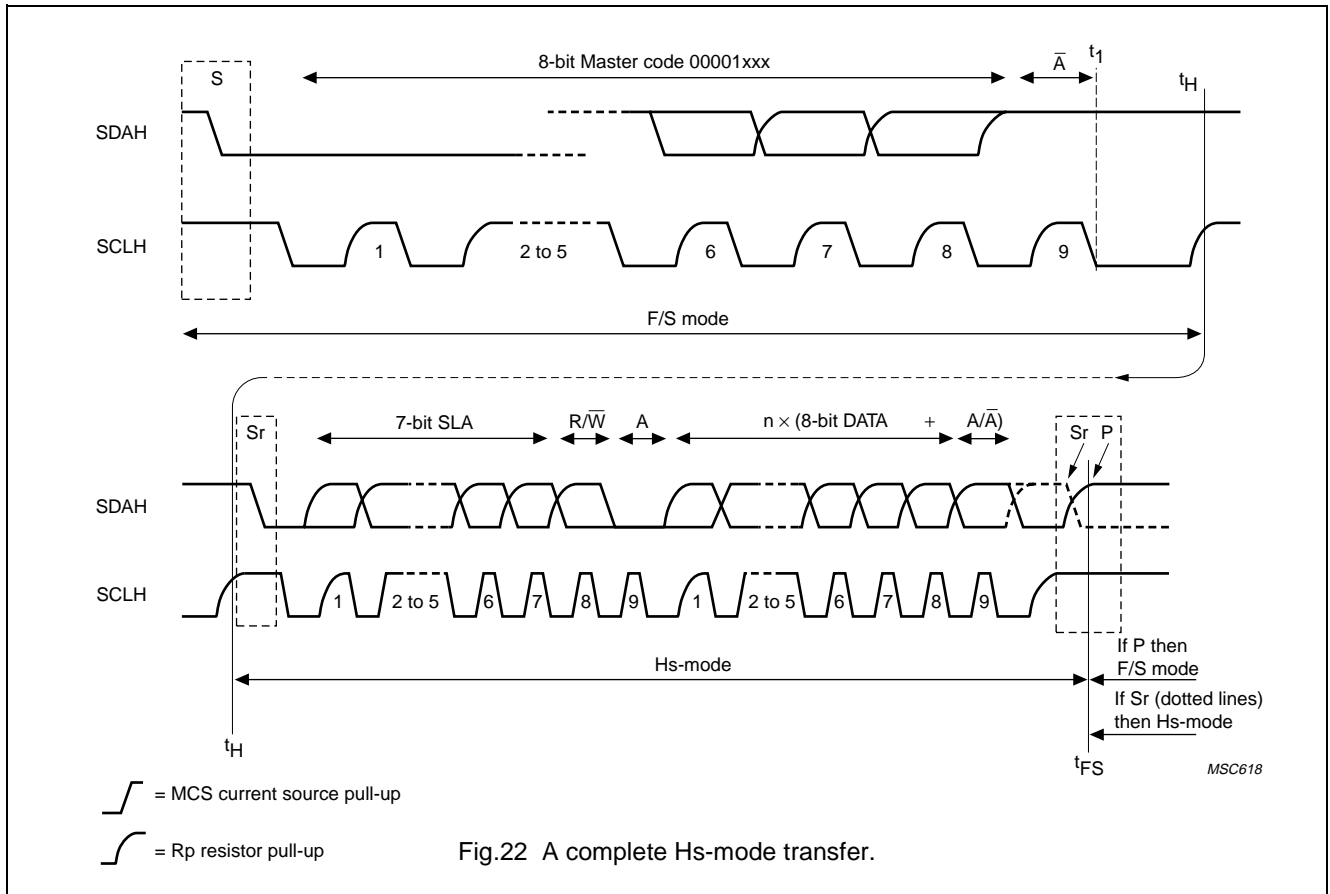 S
8-bit Master code 00001xxx
A̅
t1
tH
SDAH
SCLH
1
2 to 5
6
7
8
9
F/S mode
Sr
7-bit SLA
R/W̅
A
n × (8-bit DATA
+
A/A̅)
Sr P
SDAH
SCLH
1
2 to 5
6
7
8
9
1
2 to 5
6
7
8
9
If P then
F/S mode
Hs-mode
If Sr (dotted lines)
then Hs-mode
tH
tFS
MSC618
= MCS current source pull-up
= Rp resistor pull-up
Fig.22 A complete Hs-mode transfer.